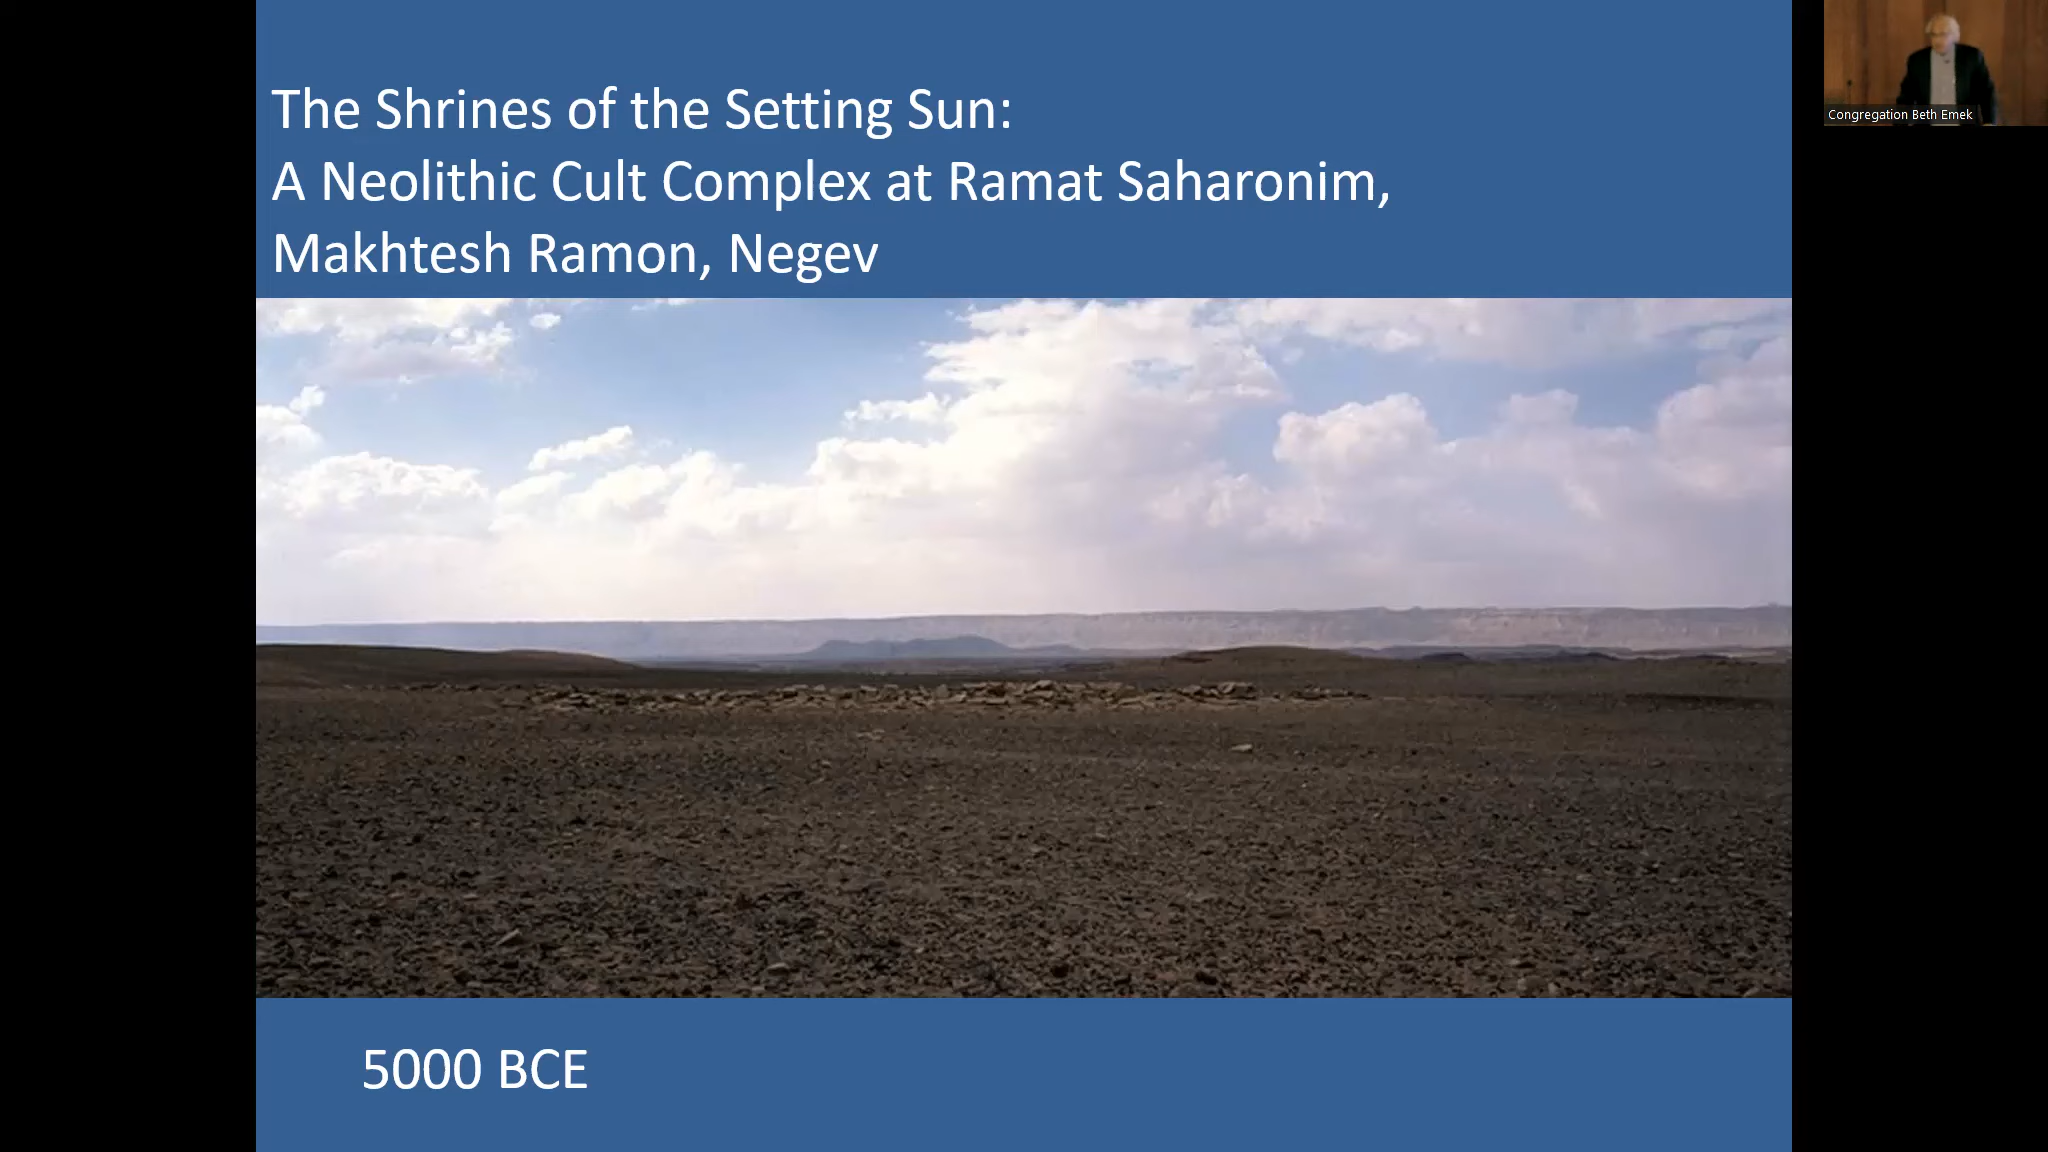 The Shrines of the Setting Sun:
A Neolithic Cult Complex at Ramat Saharonim,
Makhtesh Ramon, Negev
Congregation Beth Emek
5000 BCE